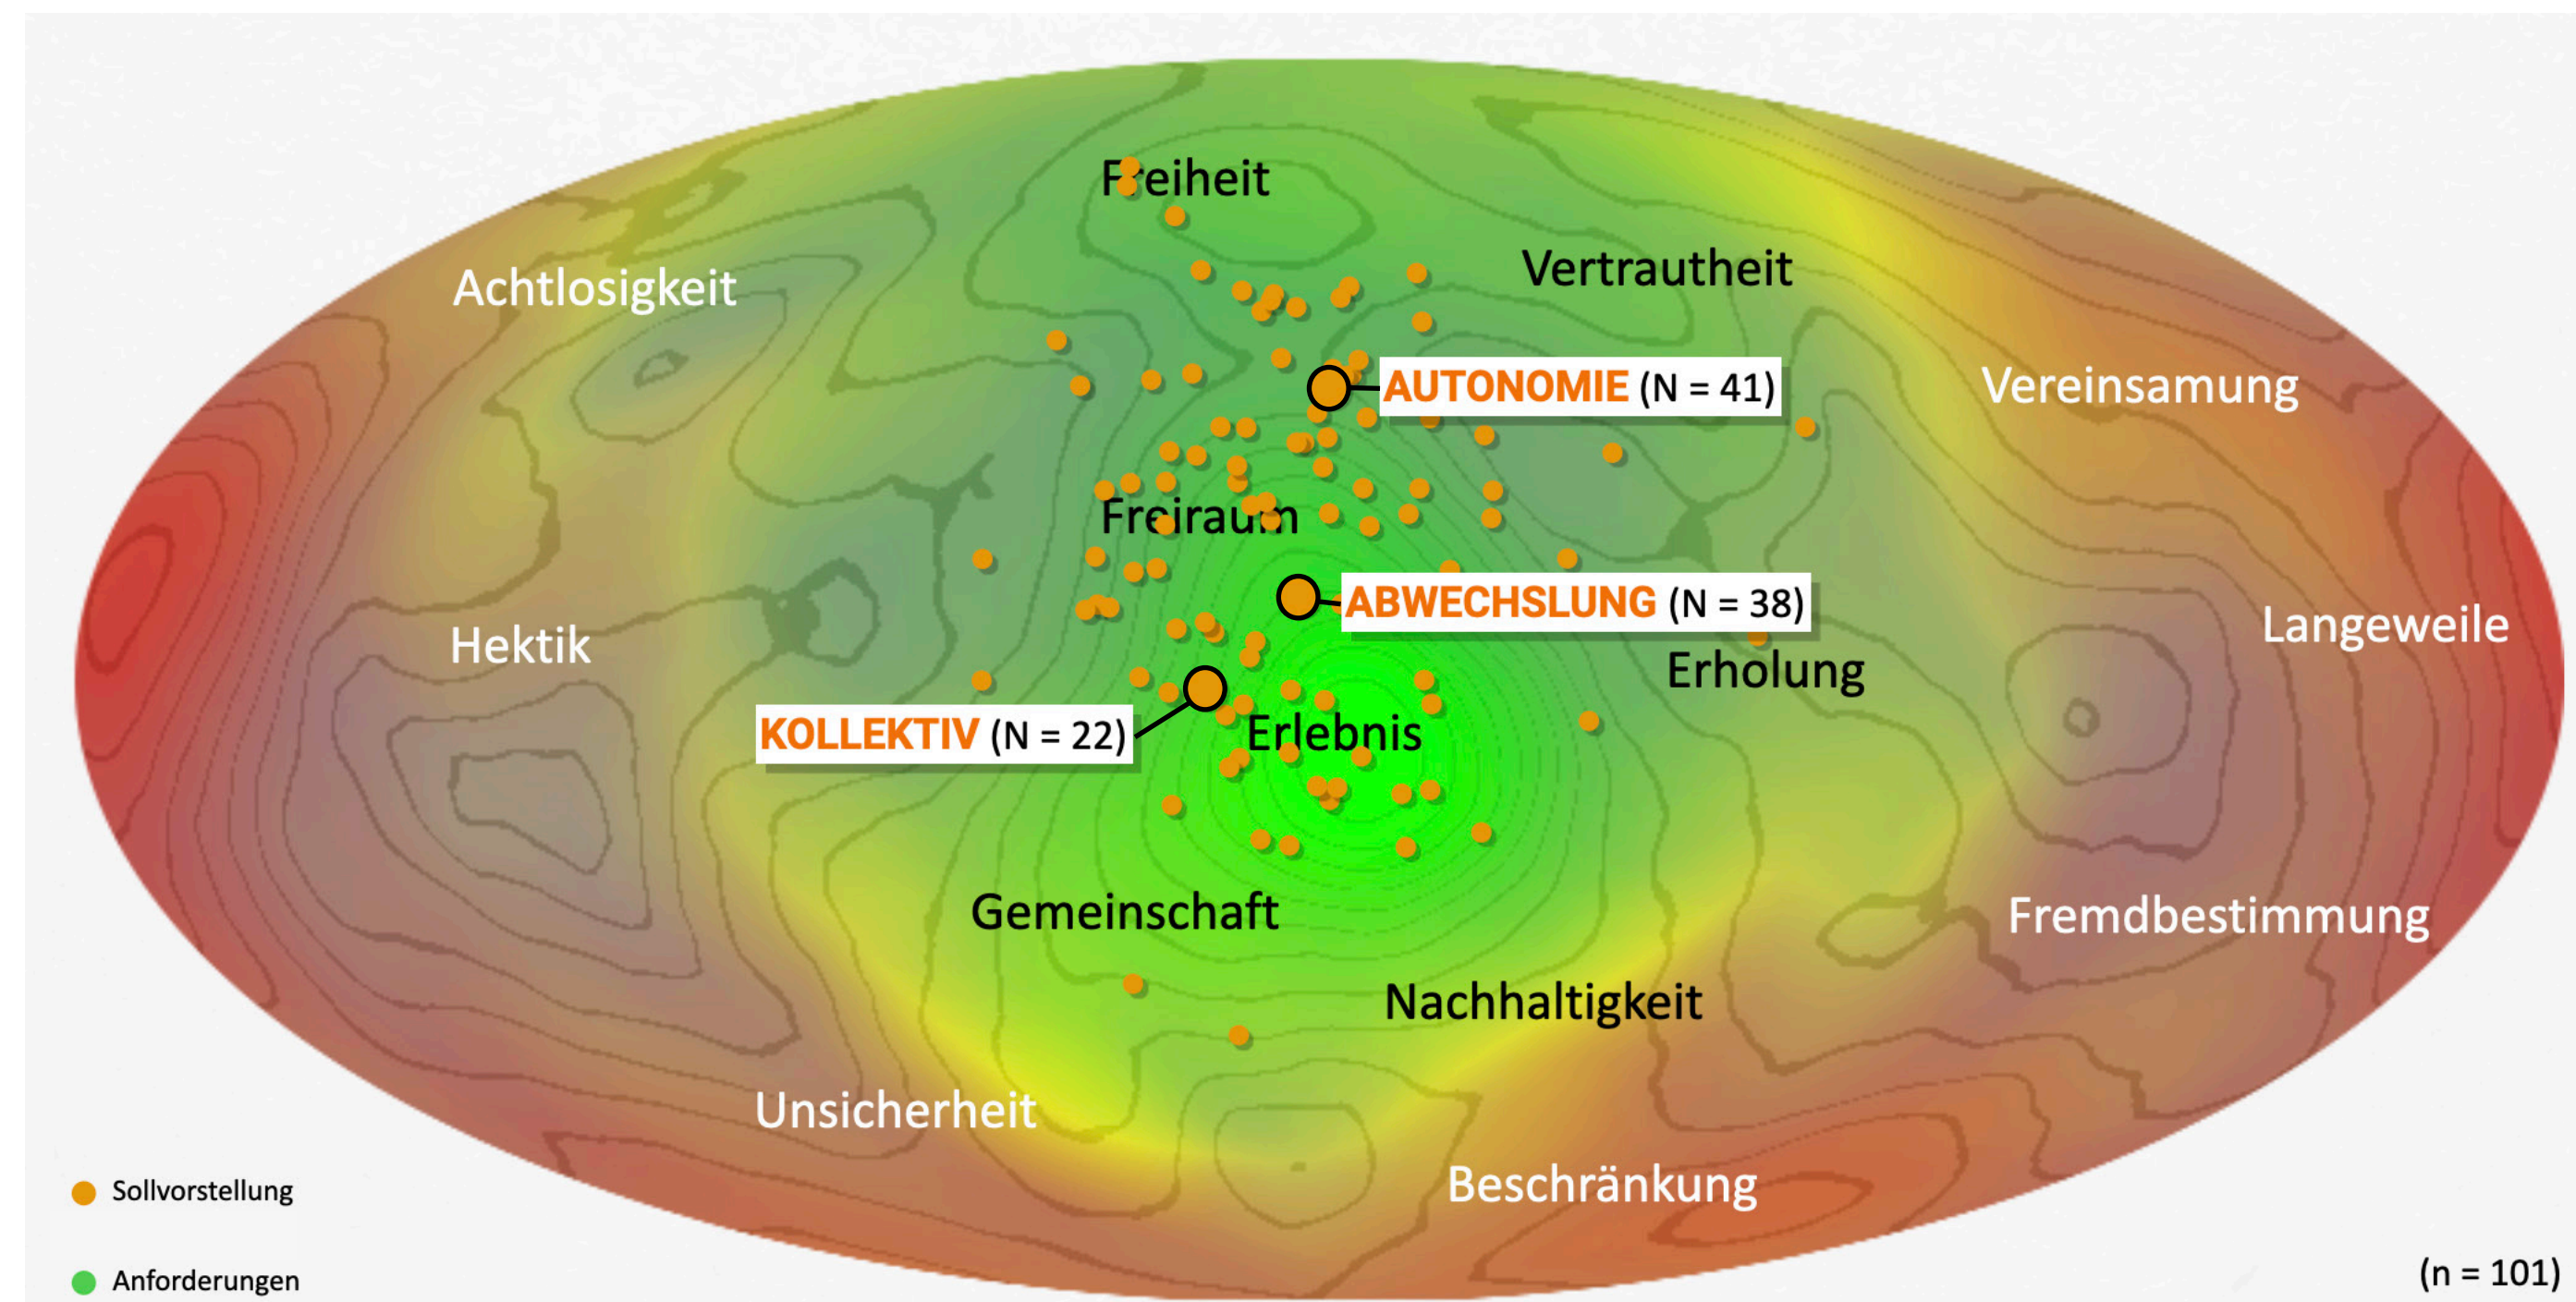 Freiheit
Vertrautheit
Achtlosigkeit
AUTONOMIE (N = 41)
Vereinsamung
Freiraum
ABWECHSLUNG (N = 38)
Langeweile
Hektik
Erholung
KOLLEKTIV (N = 22)
Erlebnis
Gemeinschaft
Fremdbestimmung
Nachhaltigkeit
Unsicherheit
Beschränkung
Sollvorstellung
Anforderungen
(n = 101)